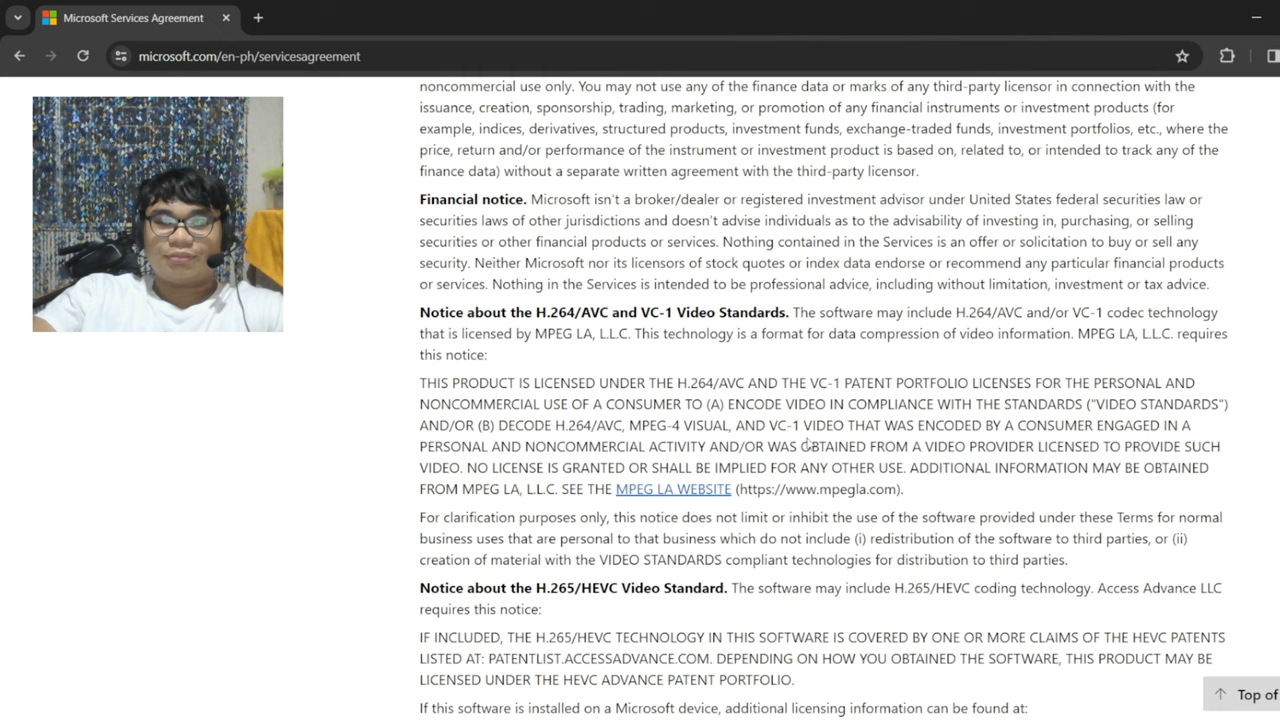 Microsoft Services Agreement
microsoft.com/en-ph/servicesagreement
noncommercial use only. You may not use any of the finance data or marks of any third-party licensor in connection with the
issuance, creation, sponsorship, trading, marketing, or promotion of any financial instruments or investment products (for
example, indices, derivatives, structured products, investment funds, exchange-traded funds, investment portfolios, etc., where the
price, return and/or performance of the instrument or investment product is based on, related to, or intended to track any of the
finance data) without a separate written agreement with the third-party licensor.
Financial notice. Microsoft isn't a broker/dealer or registered investment advisor under United States federal securities law or
securities laws of other jurisdictions and doesn't advise individuals as to the advisability of investing in, purchasing, or selling
securities or other financial products or services. Nothing contained in the Services is an offer or solicitation to buy or sell any
security. Neither Microsoft nor its licensors of stock quotes or index data endorse or recommend any particular financial products
or services. Nothing in the Services is intended to be professional advice, including without limitation, investment or tax advice.
Notice about the H.264/AVC and VC-1 Video Standards. The software may include H.264/AVC and/or VC-1 codec technology
that is licensed by MPEG LA, L.L.C. This technology is a format for data compression of video information. MPEG LA, L.L.C. requires
this notice:
THIS PRODUCT IS LICENSED UNDER THE H.264/AVC AND THE VC-1 PATENT PORTFOLIO LICENSES FOR THE PERSONAL AND
NONCOMMERCIAL USE OF A CONSUMER TO (A) ENCODE VIDEO IN COMPLIANCE WITH THE STANDARDS ("VIDEO STANDARDS")
AND/OR (B) DECODE H.264/AVC, MPEG-4 VISUAL, AND VC-1 VIDEO THAT WAS ENCODED BY A CONSUMER ENGAGED IN A
PERSONAL AND NONCOMMERCIAL ACTIVITY AND/OR WAS OBTAINED FROM A VIDEO PROVIDER LICENSED TO PROVIDE SUCH
VIDEO. NO LICENSE IS GRANTED OR SHALL BE IMPLIED FOR ANY OTHER USE. ADDITIONAL INFORMATION MAY BE OBTAINED
FROM MPEG LA, L.L.C. SEE THE MPEG LA WEBSITE (https://www.mpegla.com).
For clarification purposes only, this notice does not limit or inhibit the use of the software provided under these Terms for normal
business uses that are personal to that business which do not include (i) redistribution of the software to third parties, or (ii)
creation of material with the VIDEO STANDARDS compliant technologies for distribution to third parties.
Notice about the H.265/HEVC Video Standard. The software may include H.265/HEVC coding technology. Access Advance LLC
requires this notice:
IF INCLUDED, THE H.265/HEVC TECHNOLOGY IN THIS SOFTWARE IS COVERED BY ONE OR MORE CLAIMS OF THE HEVC PATENTS
LISTED AT: PATENTLIST.ACCESSADVANCE.COM. DEPENDING ON HOW YOU OBTAINED THE SOFTWARE, THIS PRODUCT MAY BE
LICENSED UNDER THE HEVC ADVANCE PATENT PORTFOLIO.
Top of
If this software is installed on a Microsoft device, additional licensing information can be found at: